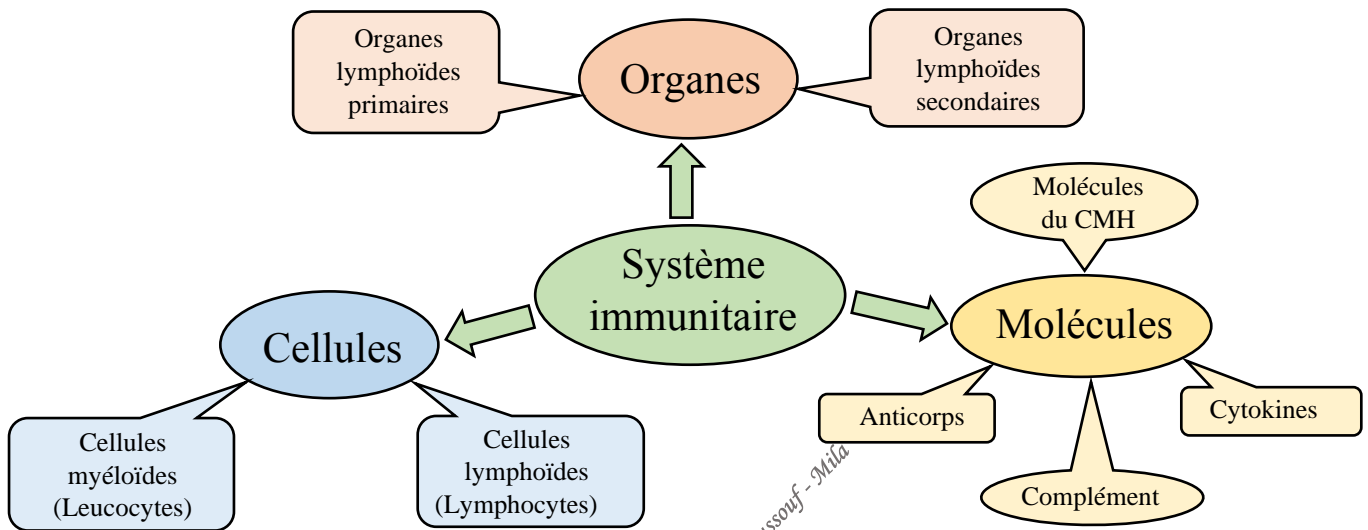 Organes
lymphoïdes
primaires
Organes
Organes
lymphoïdes
secondaires
Molécules
du CMH
Système
immunitaire
Molécules
Cellules
Anticorps
Cytokines
Complément
Cellules
myéloïdes
(Leucocytes)
Cellules
lymphoïdes
(Lymphocytes)
- Mila